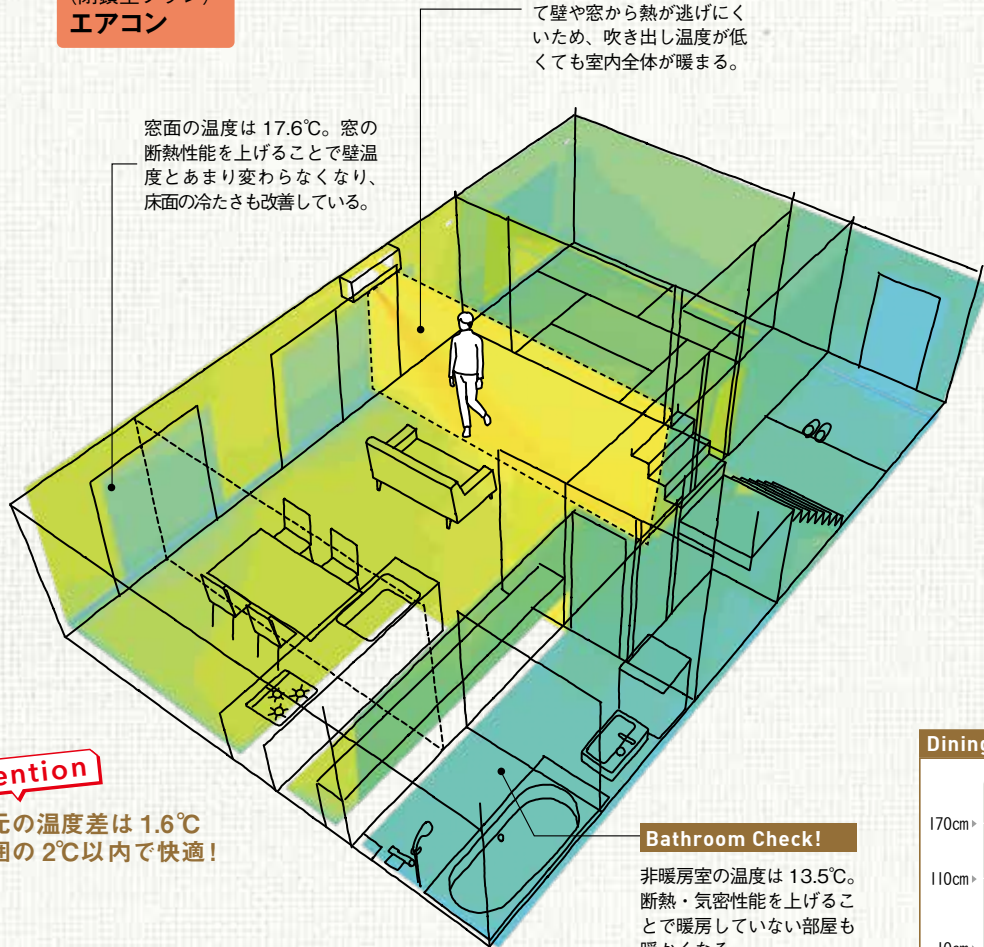 エアコン
て壁や窓から熱が逃げにく
いため、吹き出し温度が低
くても室内全体が暖まる。
窓面の温度は 17.6℃。窓の
断熱性能を上げることで壁温
度とあまり変わらなくなり、
床面の冷たさも改善している。
ention
元の温度差は 1.6℃
囲の 2℃以内で快適！
Bathroom Check!
非暖房室の温度は 13.5℃。
断熱・気密性能を上げるこ
とで暖房していない部屋も
Dining
170cm
110cm